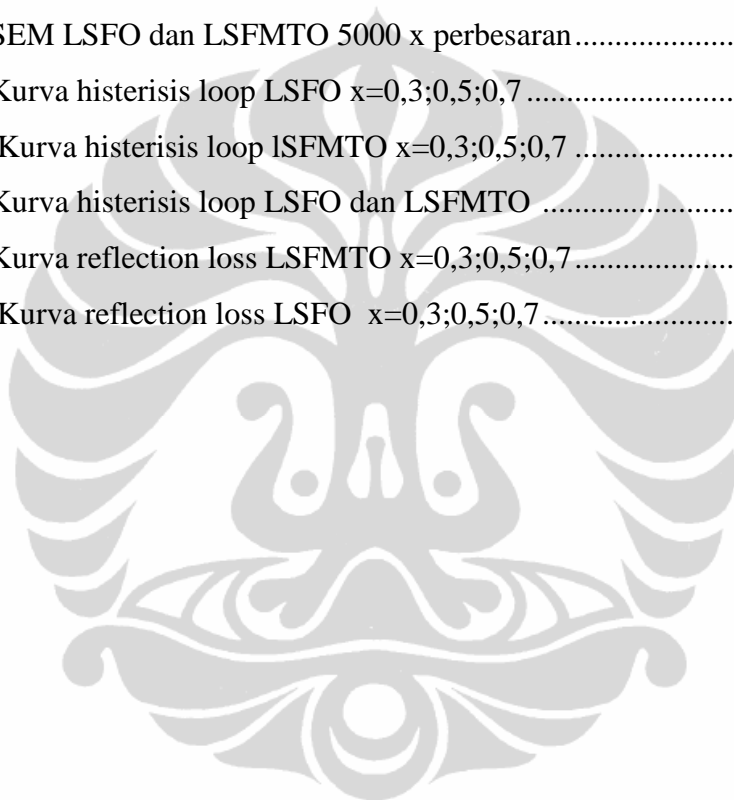 SEM LSFO dan LSFMTO 5000 x perbesaran....................
Kurva histerisis loop LSFO x=0,3;0,5;0,7..........................
Kurva histerisis loop lSFMTO x=0,3;0,5;0,7 ....................
Kurva histerisis loop LSFO dan LSFMTO ........................
Kurva reflection loss LSFMTO x=0,3;0,5;0,7....................
Kurva reflection loss LSFO x=0,3;0,5;0,7........................